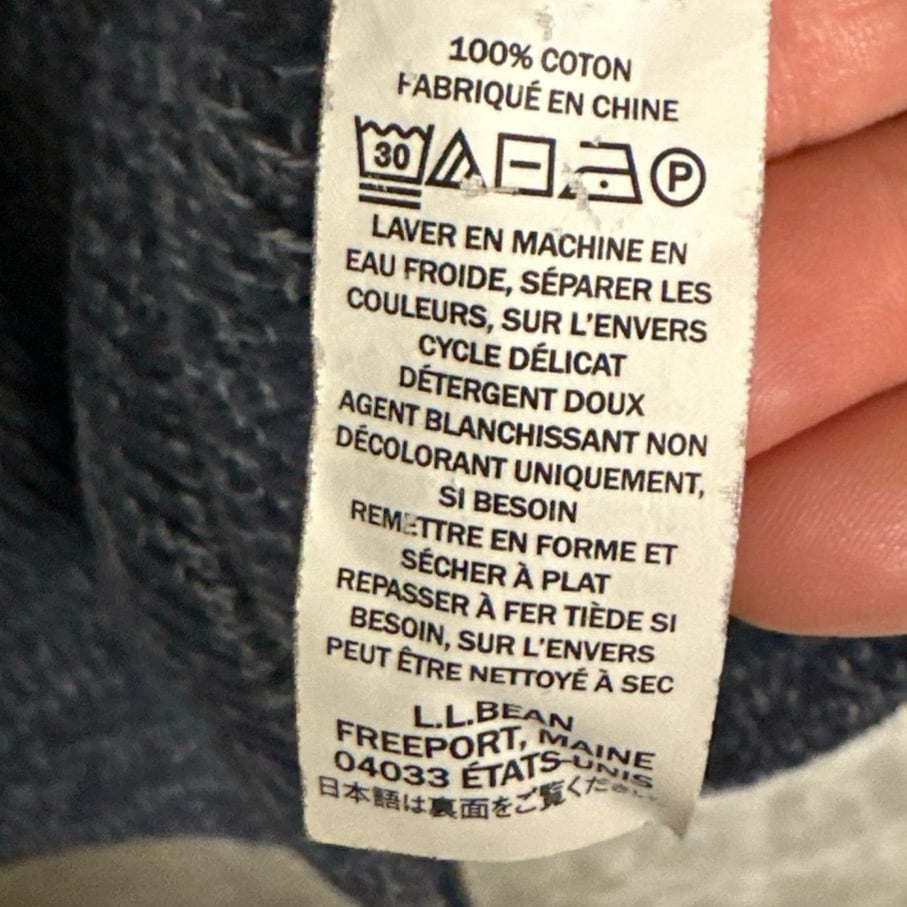 100% COTON
FABRIQUÉ EN CHINE
30 P
LAVER EN MACHINE EN
EAU FROIDE, SÉPARER LES
COULEURS, SUR L'ENVERS
CYCLE DÉLICAT
DÉTERGENT DOUX
AGENT BLANCHISSANT NON
DÉCOLORANT UNIQUEMENT,
SI BESOIN
REMETTRE EN FORME ET
SÉCHER À PLAT
REPASSER À FER TIÈDE SI
BESOIN, SUR L'ENVERS
PEUT ÊTRE NETTOYÉ À SEC
L.L.BEAN
FREEPORT, MAINE
04033 ÉTATS-UNIS
日本語は裏面をご覧ください